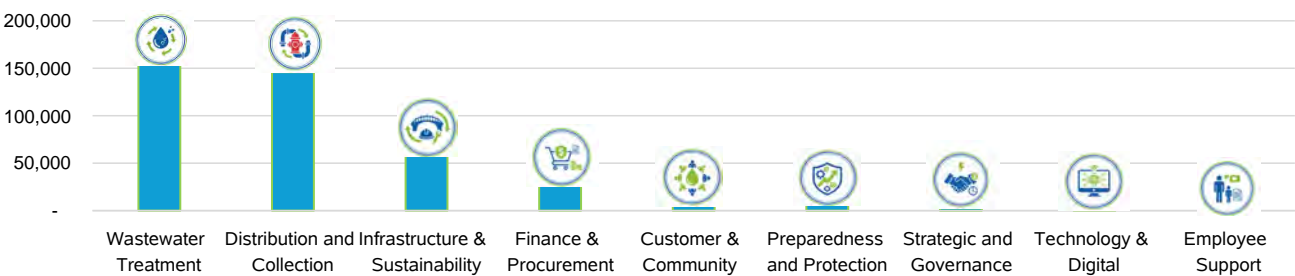 200,000
150,000
100,000
50,000
-
Wastewater Treatment
Distribution and Collection
Infrastructure & Sustainability
Finance & Procurement
Customer & Community
Preparedness and Protection
Strategic and Governance
Technology & Digital
Employee Support